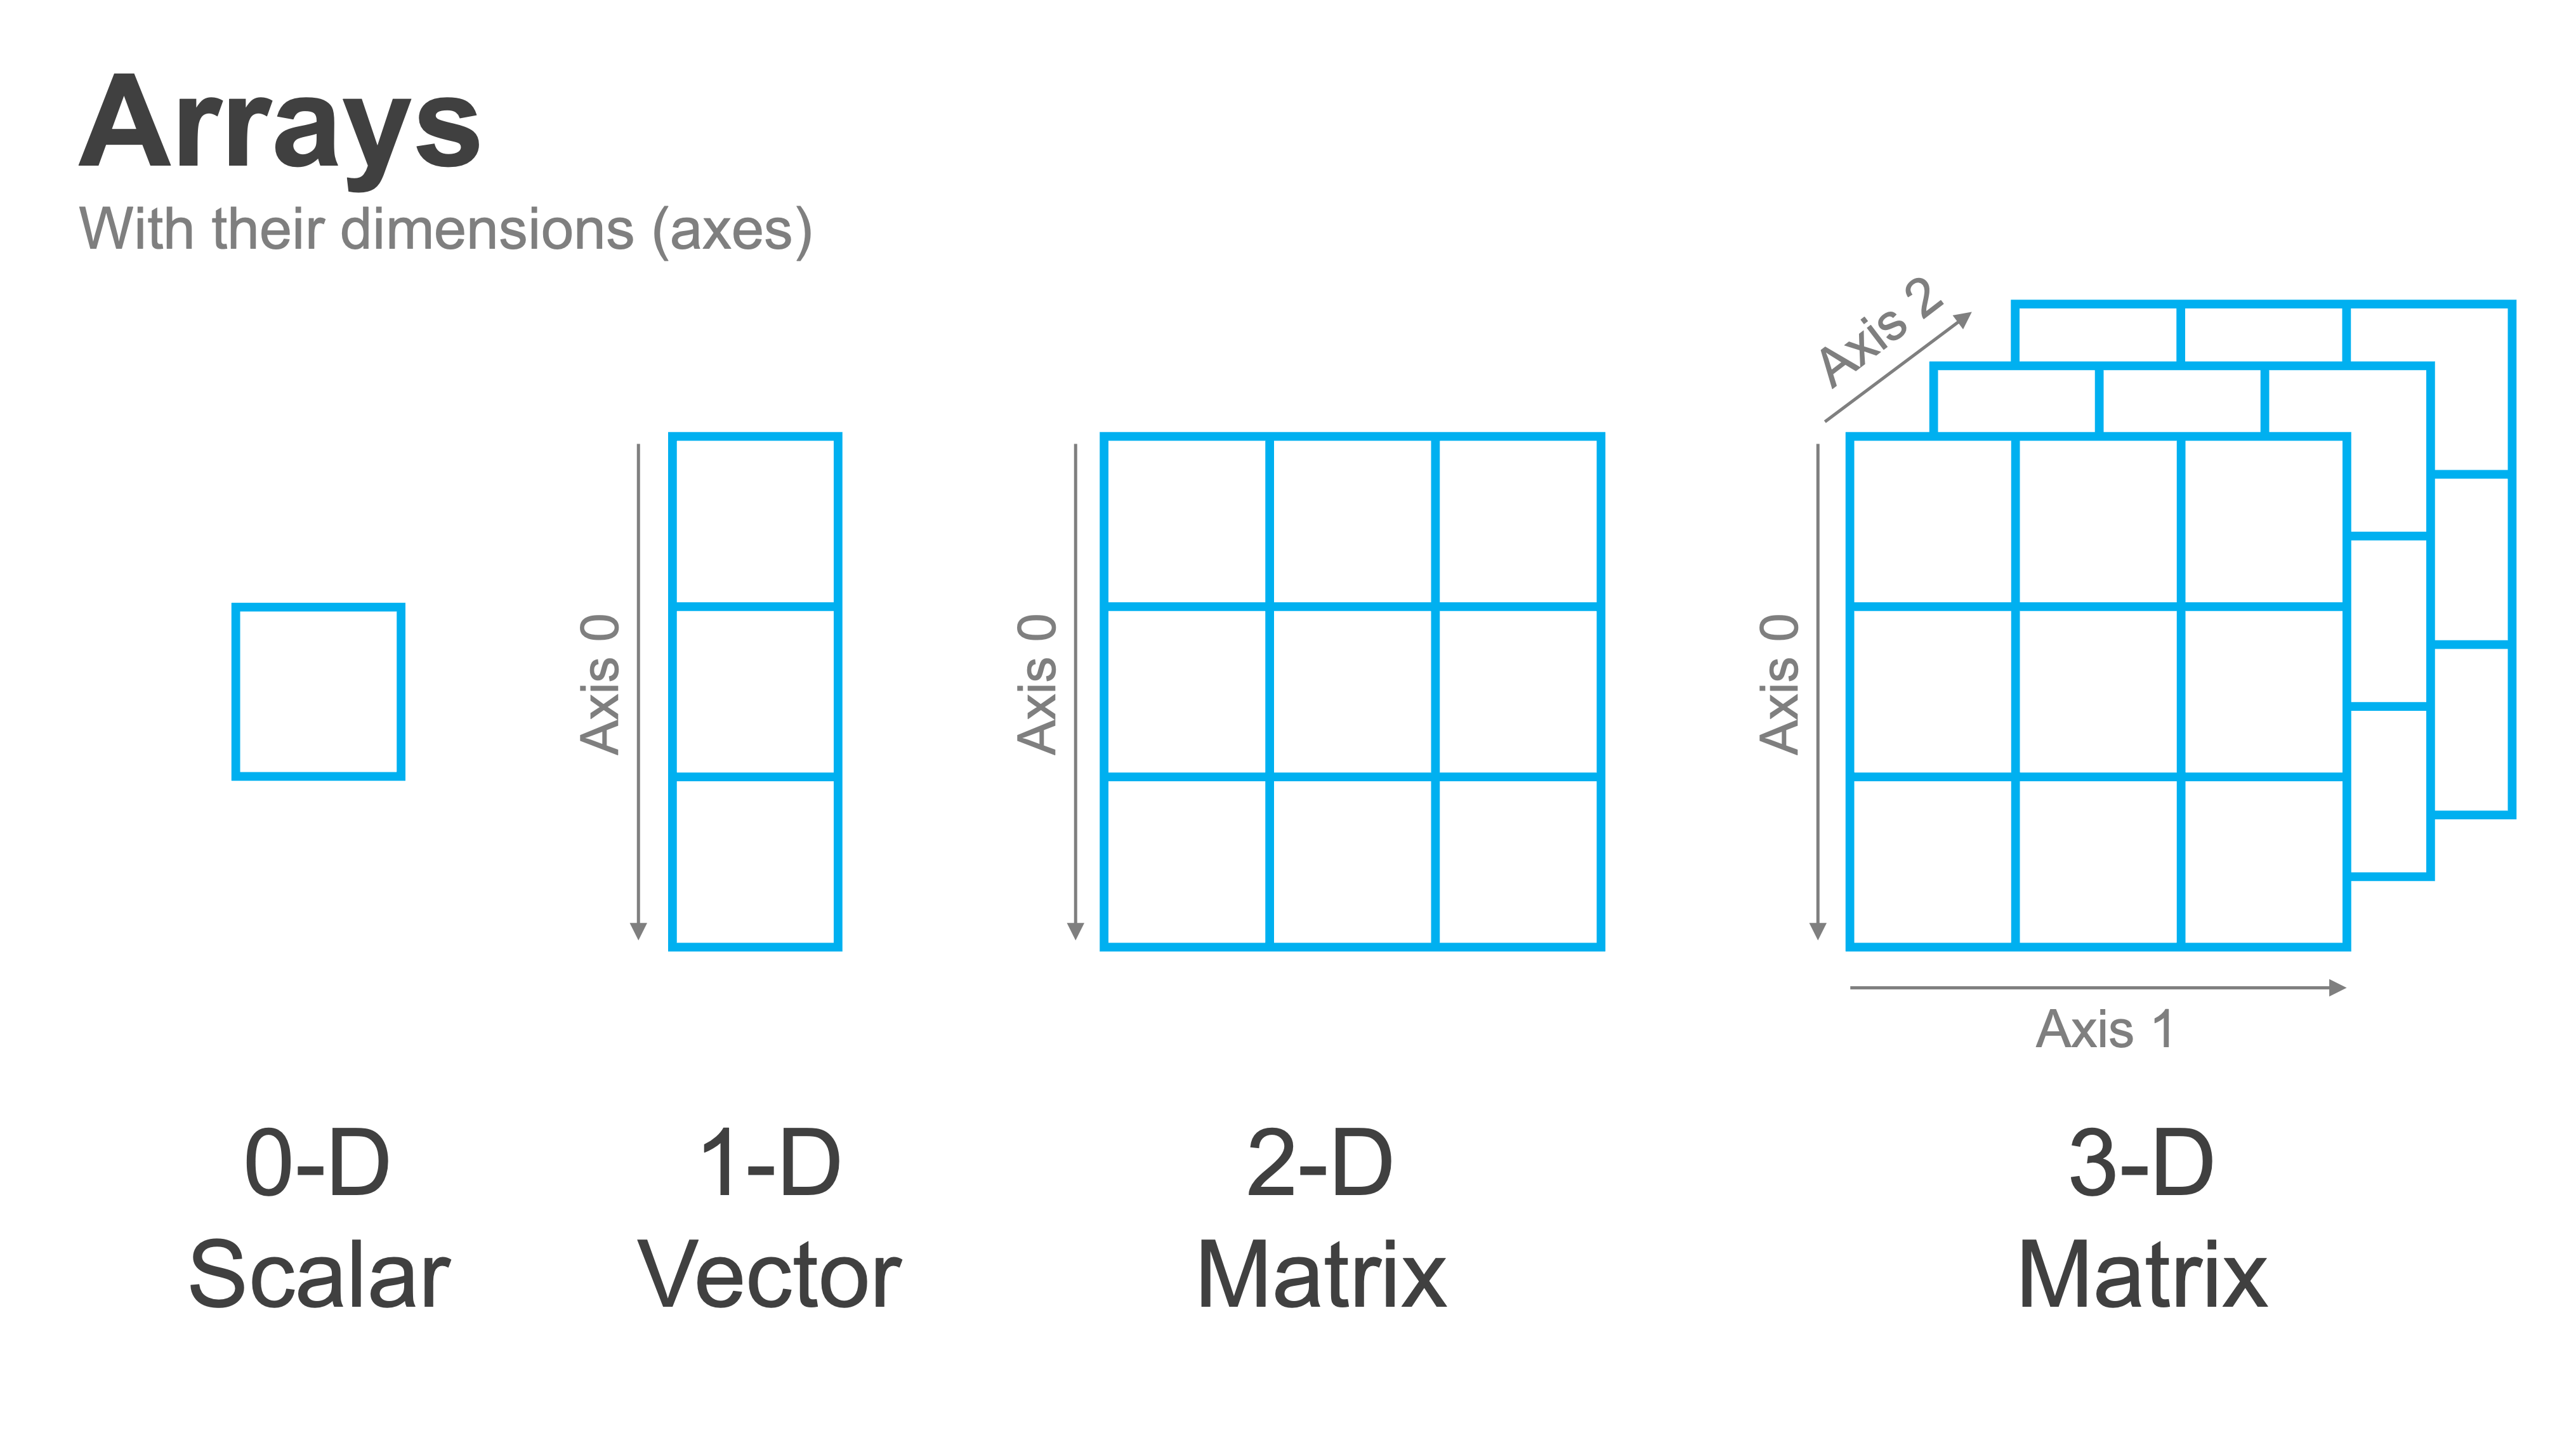 Arrays
With their dimensions (axes)
Axis 0
Axis 0
Axis 2
Axis 0
Axis 1
0-D
Scalar
1-D
Vector
2-D
Matrix
3-D
Matrix